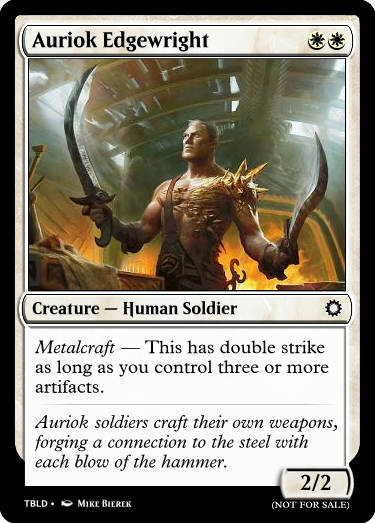 Auriok Edgewright
Creature — Human Soldier
Metalcraft — This has double strike
as long as you control three or more
artifacts.
Auriok soldiers craft their own weapons,
forging a connection to the steel with
each blow of the hammer.
2/2
TBLD • Mike Bierek
(NOT FOR SALE)